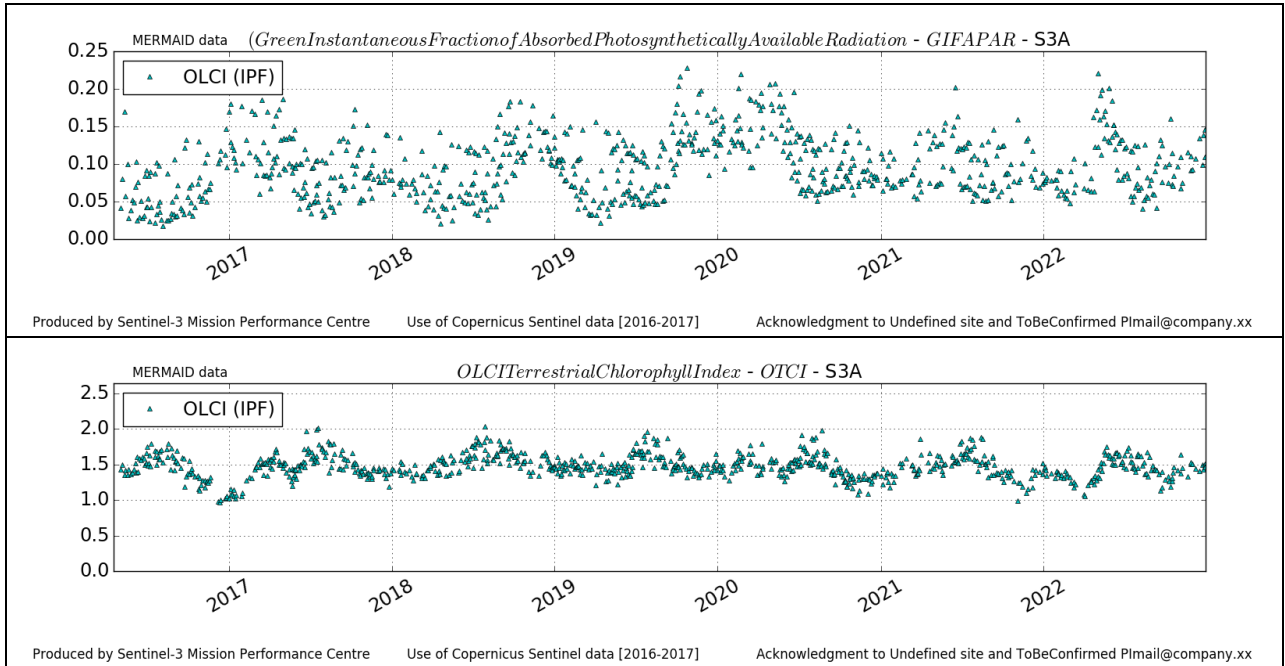 MERMAID data (GreenInstantaneousFractionofAbsorbedPhotosyntheticallyAvailableRadiation - GIFAPAR - S3A
0.25
OLCI (IPF)
0.20
0.15
0.10
0.05
0.00
2017 2018 2019 2020 2021 2022
Produced by Sentinel-3 Mission Performance Centre Use of Copernicus Sentinel data [2016-2017] Acknowledgment to Undefined site and ToBeConfirmed PImail@company.xx
MERMAID data OLCITerrestrialChlorophyllIndex - OTCI - S3A
2.5
OLCI (IPF)
2.0
1.5
1.0
0.5
0.0
2017 2018 2019 2020 2021 2022
Produced by Sentinel-3 Mission Performance Centre Use of Copernicus Sentinel data [2016-2017] Acknowledgment to Undefined site and ToBeConfirmed PImail@company.xx